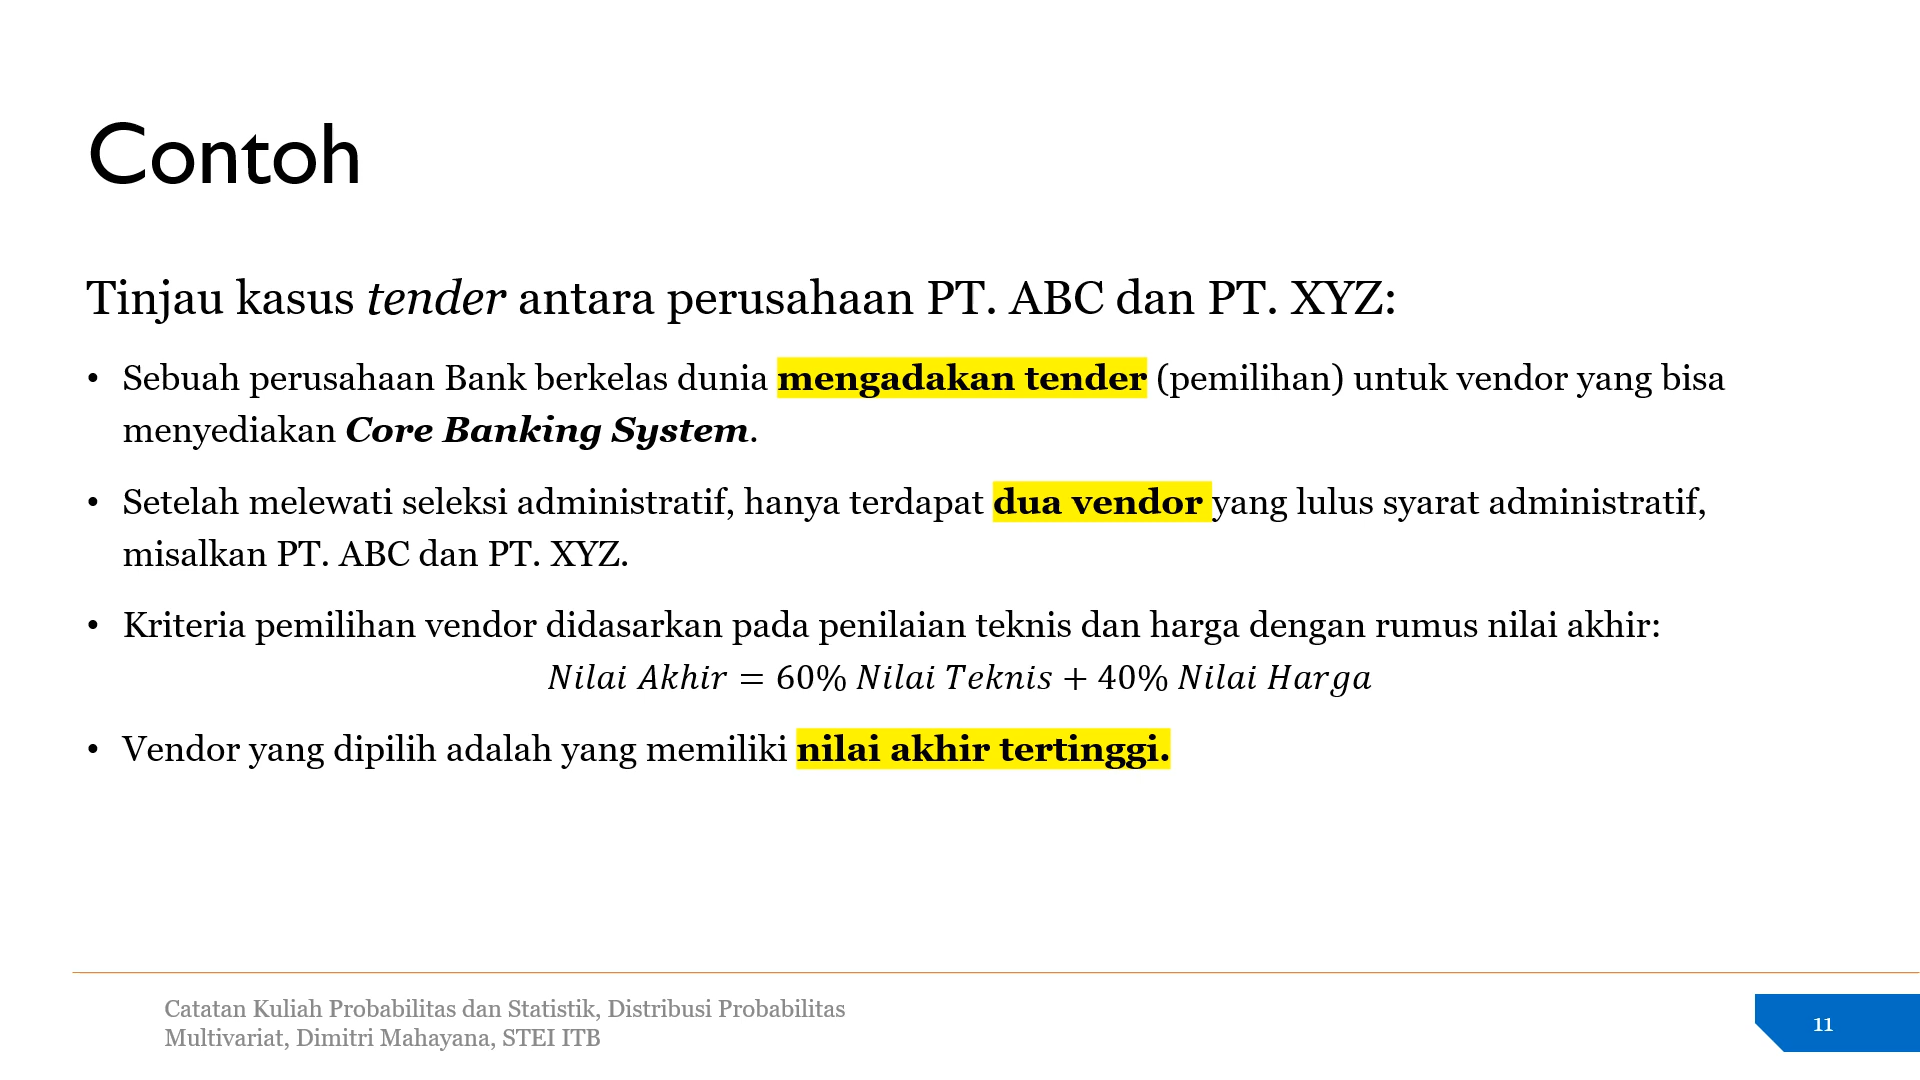 Contoh
Tinjau kasus tender antara perusahaan PT. ABC dan PT. XYZ:
• Sebuah perusahaan Bank berkelas dunia mengadakan tender (pemilihan) untuk vendor yang bisa
menyediakan Core Banking System.
• Setelah melewati seleksi administratif, hanya terdapat dua vendor yang lulus syarat administratif,
misalkan PT. ABC dan PT. XYZ.
• Kriteria pemilihan vendor didasarkan pada penilaian teknis dan harga dengan rumus nilai akhir:
Nilai Akhir = 60% Nilai Teknis + 40% Nilai Harga
• Vendor yang dipilih adalah yang memiliki nilai akhir tertinggi.
Catatan Kuliah Probabilitas dan Statistik, Distribusi Probabilitas
Multivariat, Dimitri Mahayana, STEI ITB
11